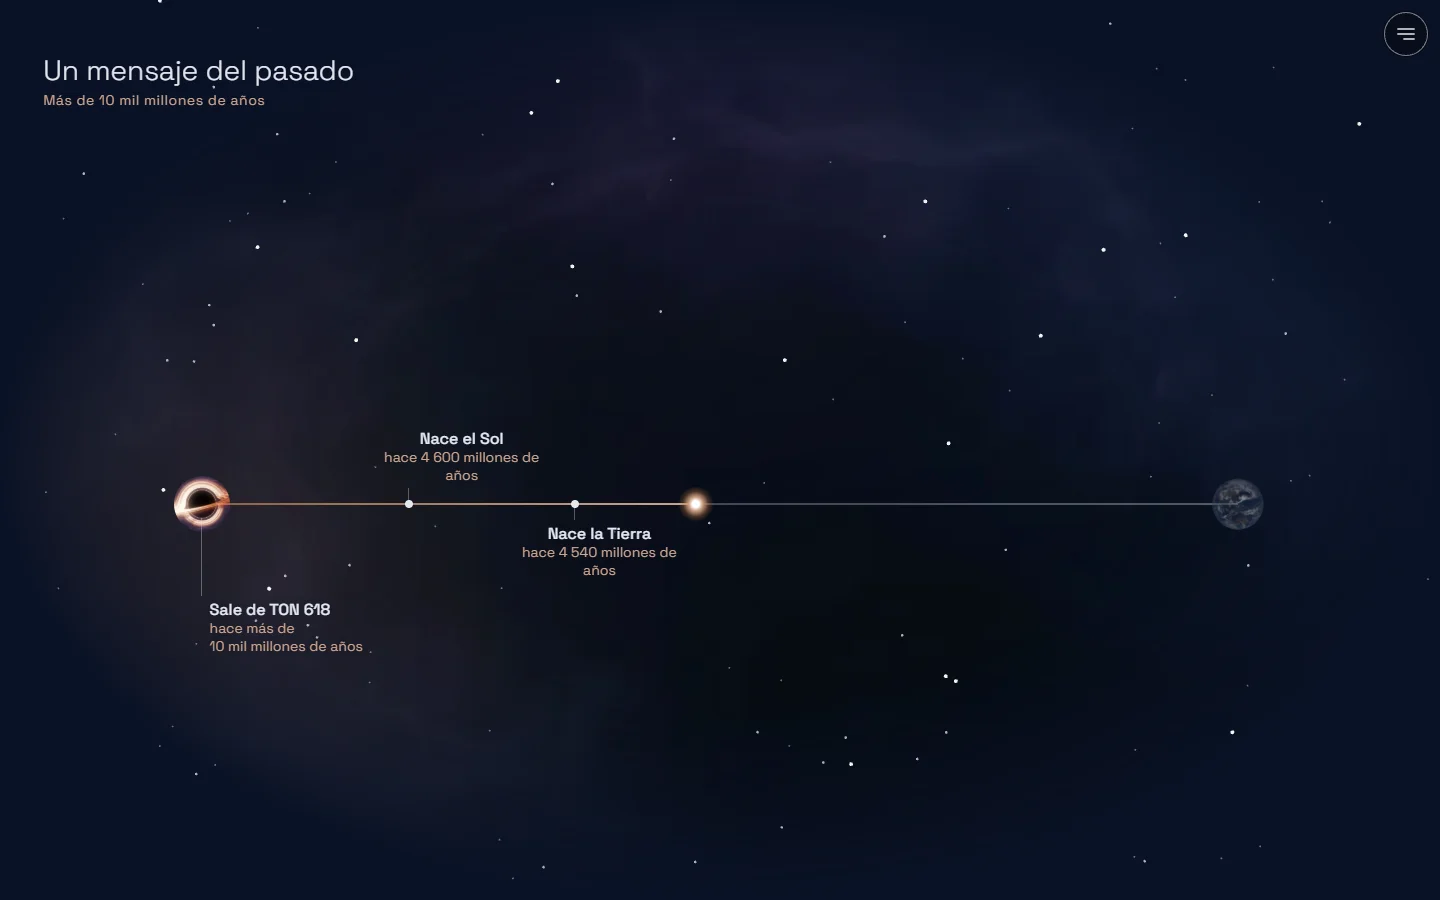 Un mensaje del pasado
Más de 10 mil millones de años
Nace el Sol
hace 4 600 millones de
años
Nace la Tierra
hace 4 540 millones de
años
Sale de TON 618
hace más de
10 mil millones de años